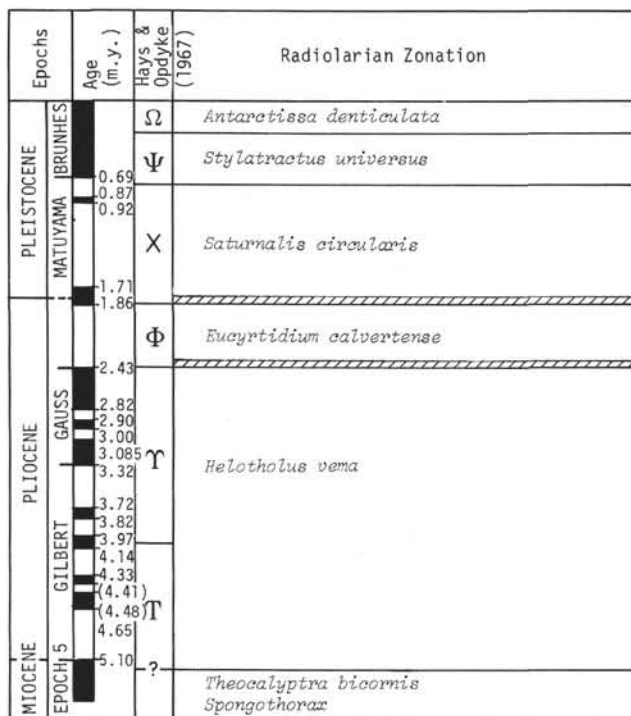 Epochs
Age
(m.y.)
Hays &
Opdyke
(1967)
Radiolarian Zonation
PLEISTOCENE
PLIOCENE
MIOCENE
BRUNHES
MATUYAMA
GAUSS
GILBERT
EPOCH 5
0.69
0.87
0.92
1.71
1.86
2.43
2.82
2.90
3.00
3.085
3.32
3.72
3.82
3.97
4.14
4.33
(4.41)
(4.48)
4.65
5.10
Ω
Ψ
X
Φ
ϒ
T
?
Antarctissa denticulata
Stylatractus universus
Saturnalis circularis
Eucyrtidium calvertense
Helotholus vema
Theocalyptra bicornis
Spongothorax